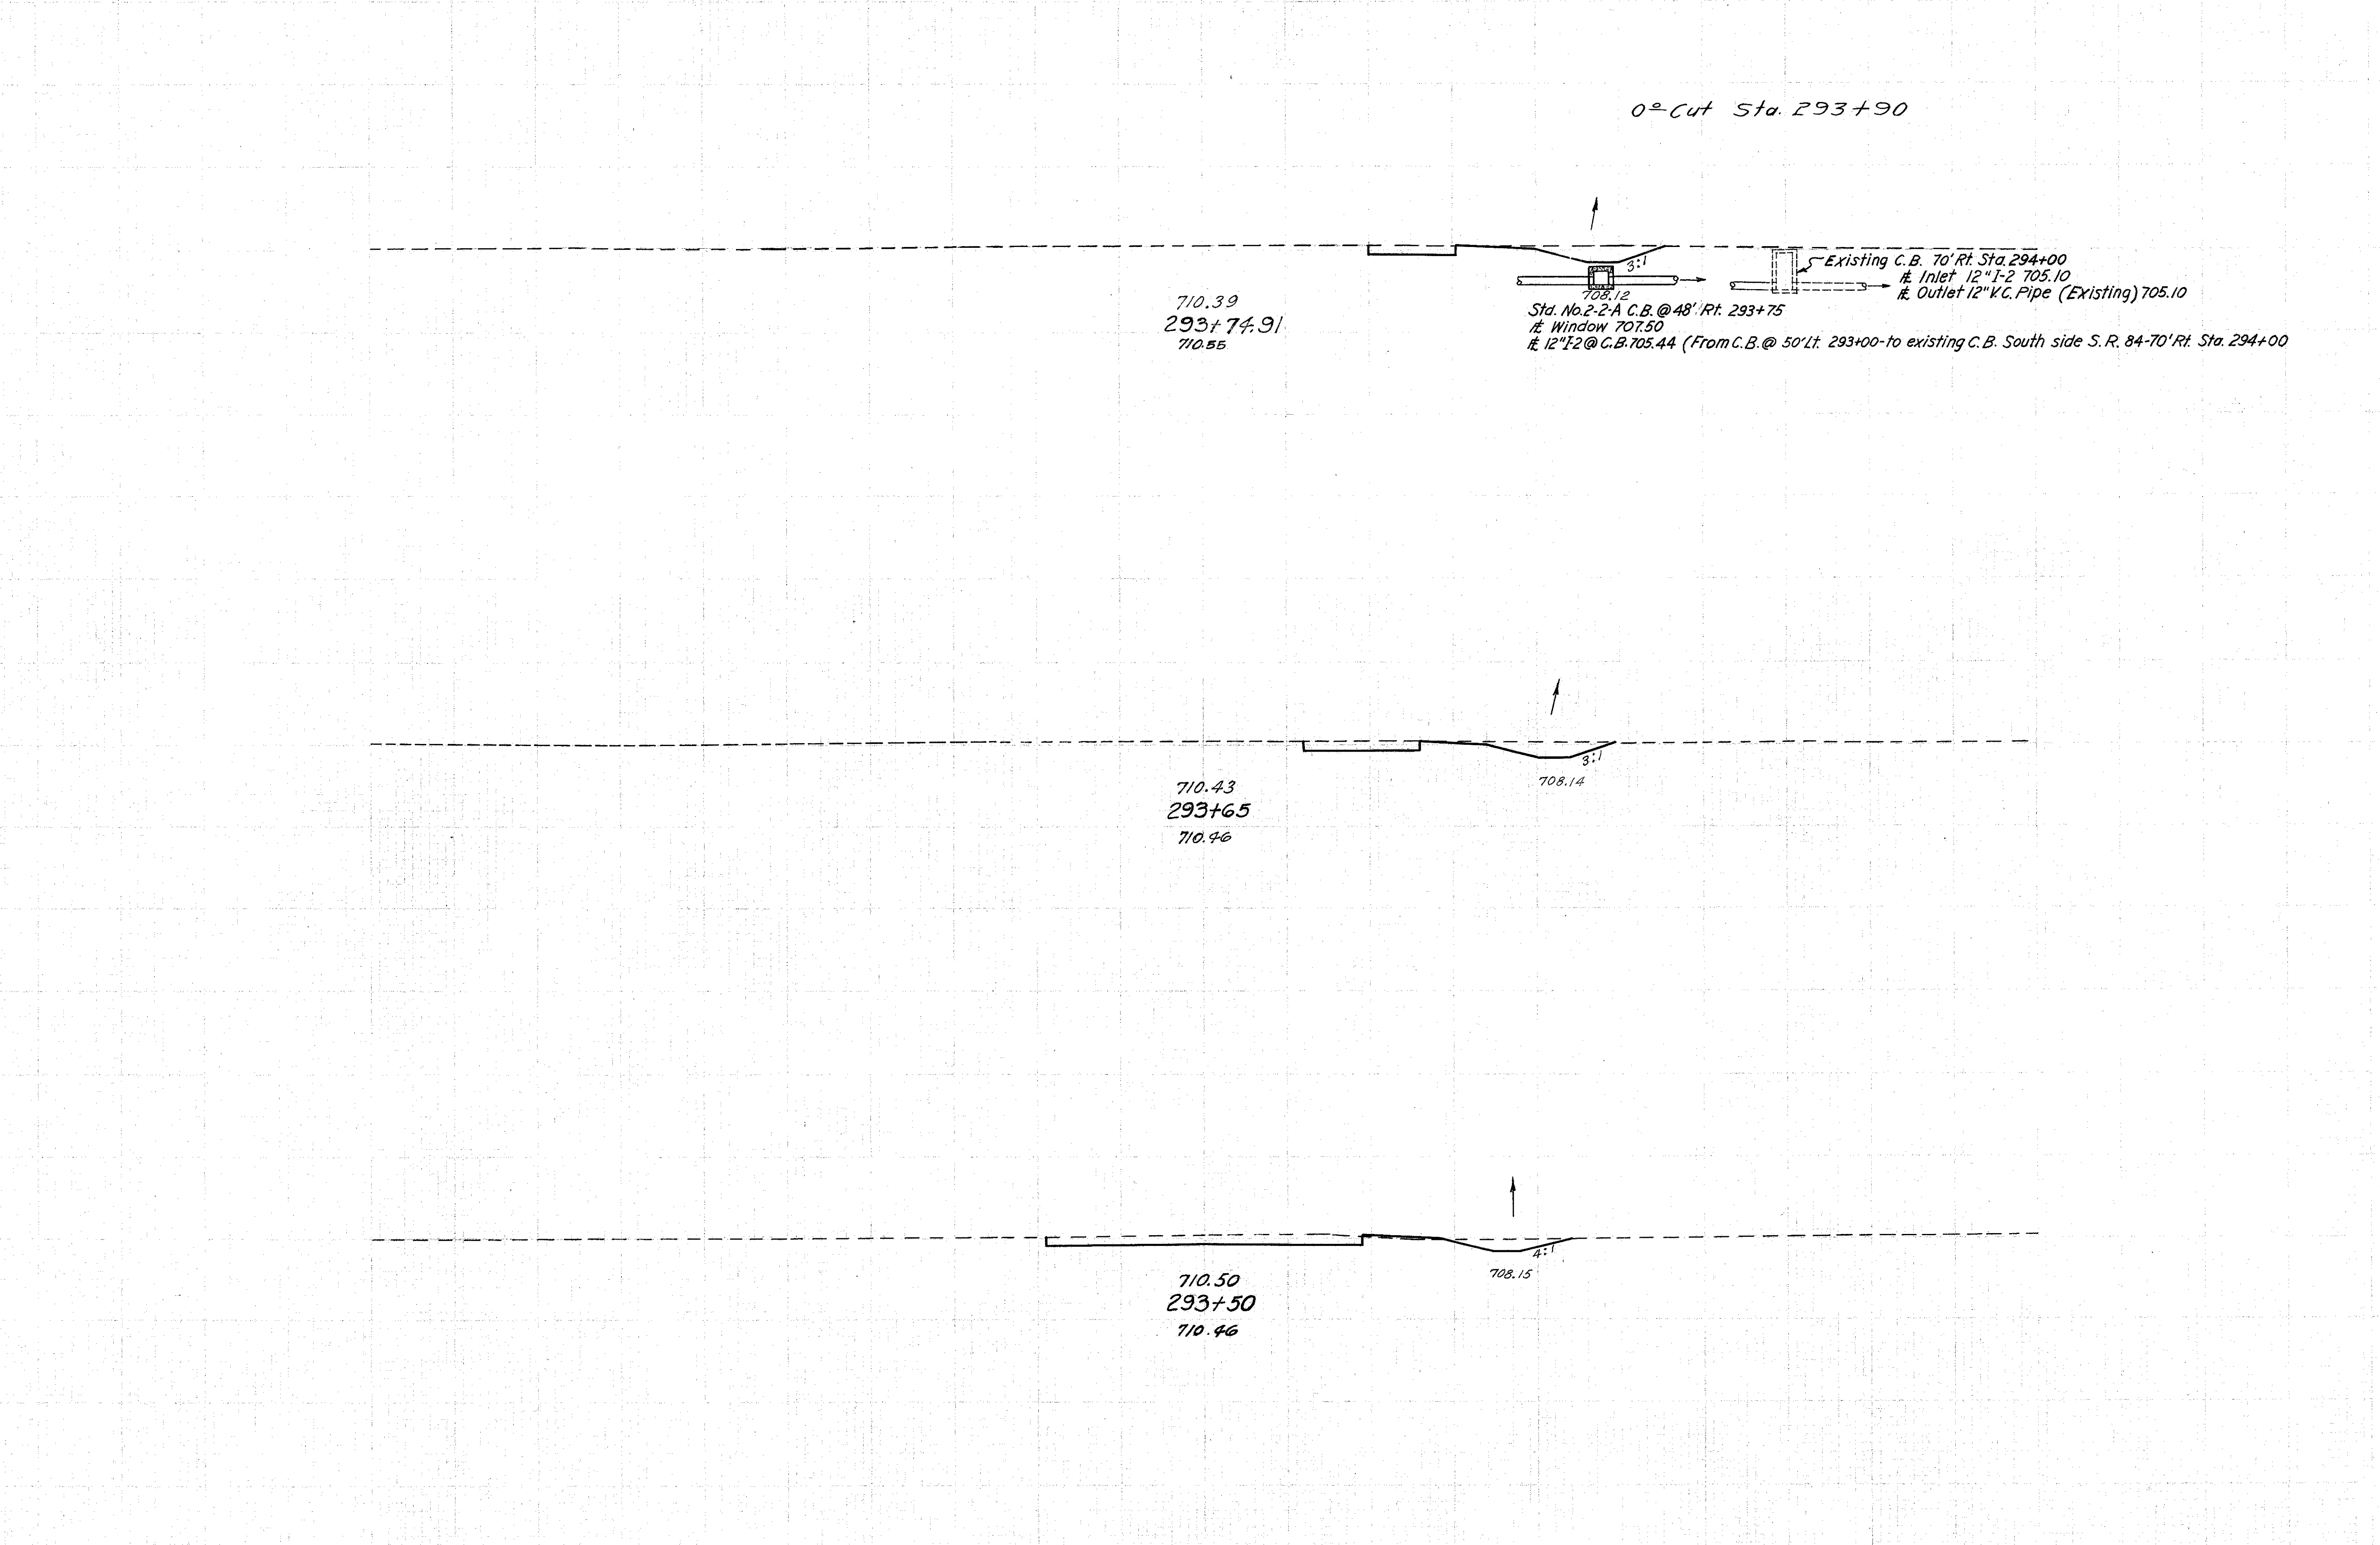 0º Cut Sta. 293+90
3:1
Existing C.B. 70' Rt. Sta. 294+00
℄ Inlet 12" I-2 705.10
℄ Outlet 12" V.C. Pipe (Existing) 705.10
708.12
Std. No. 2-2-A C.B. @ 48' Rt. 293+75
℄ Window 707.50
℄ 12" I-2 @ C.B. 705.44 (From C.B. @ 50' Lt. 293+00 - to existing C.B. South side S.R. 84-70' Rt. Sta. 294+00
710.39
293+74.91
710.55
3:1
708.14
710.43
293+65
710.46
4:1
708.15
710.50
293+50
710.46